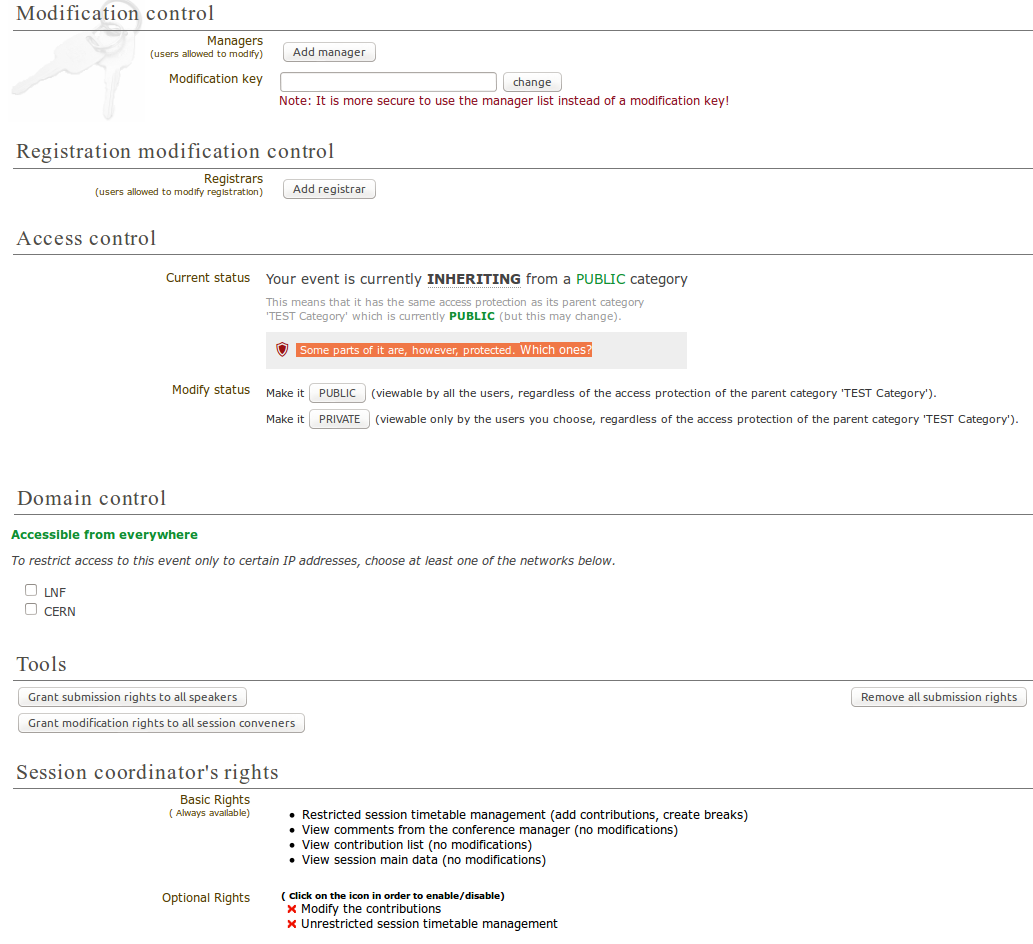 Modification control
Managers
(users allowed to modify)
Add manager
Modification key
change
Note: It is more secure to use the manager list instead of a modification key!
Registration modification control
Registrars
(users allowed to modify registration)
Add registrar
Access control
Current status
Your event is currently INHERITING from a PUBLIC category
This means that it has the same access protection as its parent category
'TEST Category' which is currently PUBLIC (but this may change).
Some parts of it are, however, protected. Which ones?
Modify status
Make it PUBLIC (viewable by all the users, regardless of the access protection of the parent category 'TEST Category').
Make it PRIVATE (viewable only by the users you choose, regardless of the access protection of the parent category 'TEST Category').
Domain control
Accessible from everywhere
To restrict access to this event only to certain IP addresses, choose at least one of the networks below.
LNF
CERN
Tools
Grant submission rights to all speakers
Remove all submission rights
Grant modification rights to all session conveners
Session coordinator's rights
Basic Rights
( Always available)
• Restricted session timetable management (add contributions, create breaks)
• View comments from the conference manager (no modifications)
• View contribution list (no modifications)
• View session main data (no modifications)
Optional Rights
( Click on the icon in order to enable/disable)
Modify the contributions
Unrestricted session timetable management